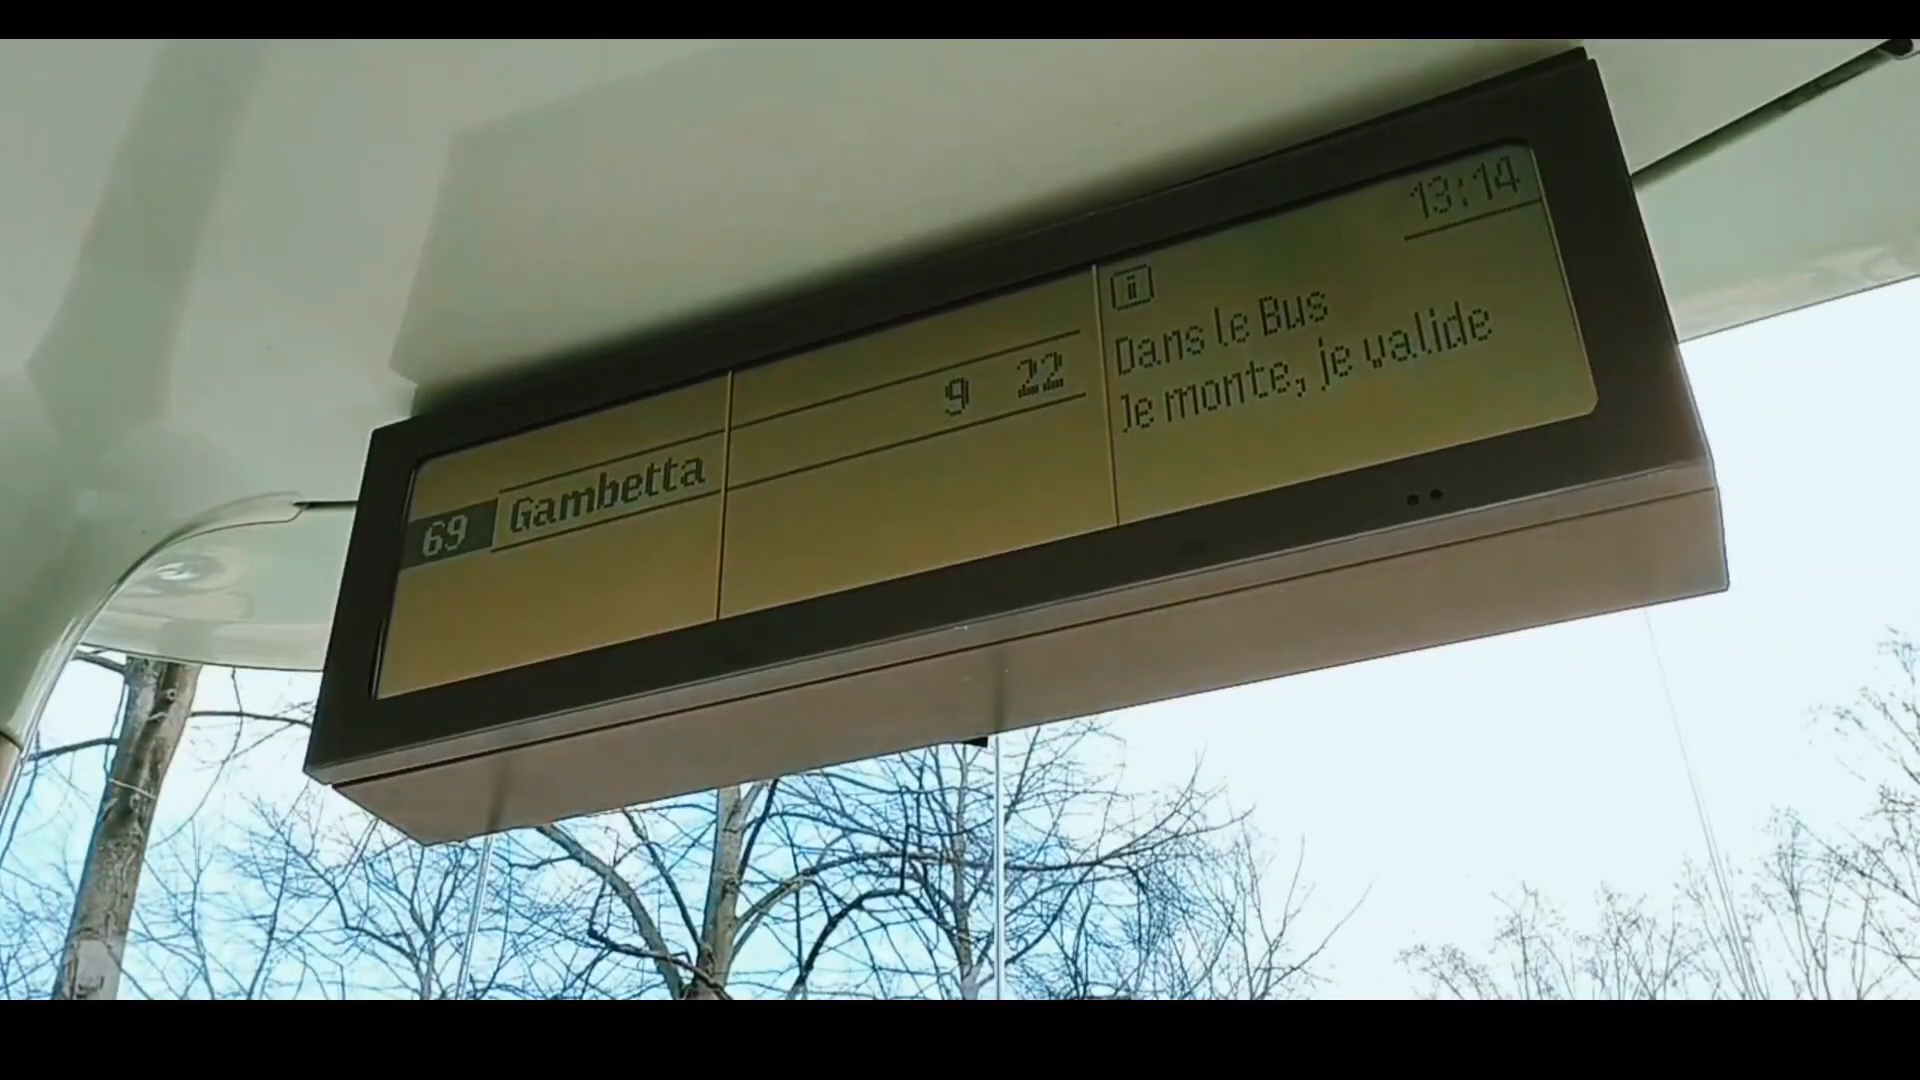 13:14
69 Gambetta 9 22
i
Dans le Bus
Je monte, je valide